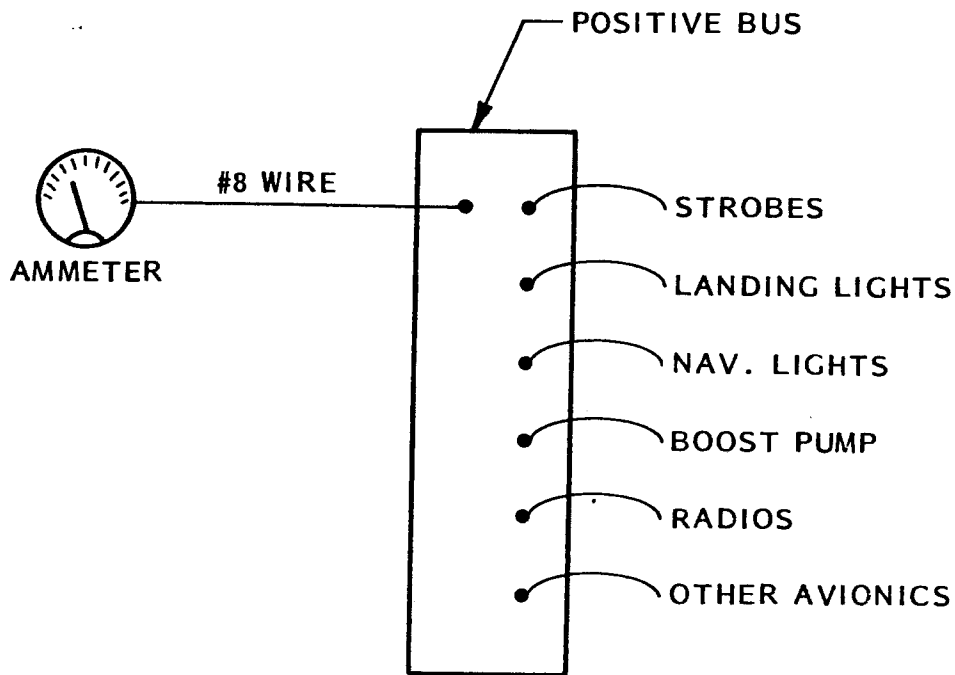 POSITIVE BUS
#8 WIRE
AMMETER
STROBES
LANDING LIGHTS
NAV. LIGHTS
BOOST PUMP
RADIOS
OTHER AVIONICS